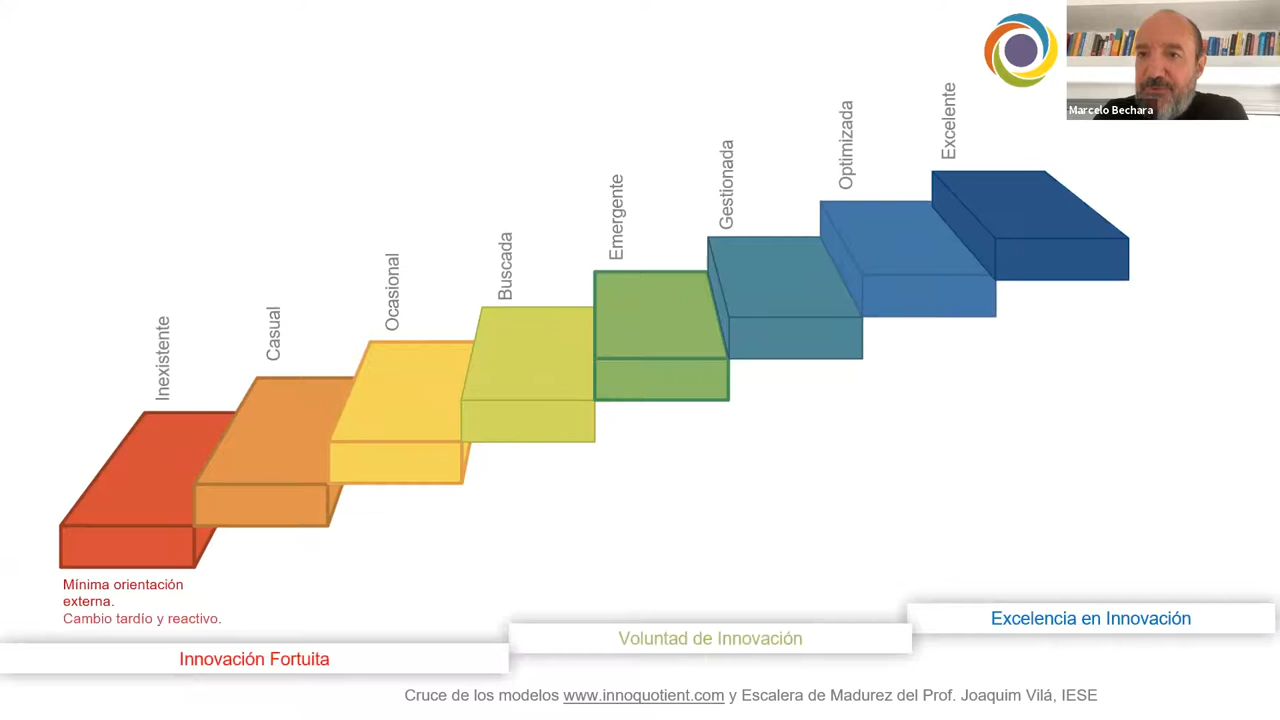 Marcelo Bechara
Inexistente
Casual
Ocasional
Buscada
Emergente
Gestionada
Optimizada
Excelente
Mínima orientación
externa.
Cambio tardío y reactivo.
Innovación Fortuita
Voluntad de Innovación
Excelencia en Innovación
Cruce de los modelos www.innoquotient.com y Escalera de Madurez del Prof. Joaquim Vilá, IESE